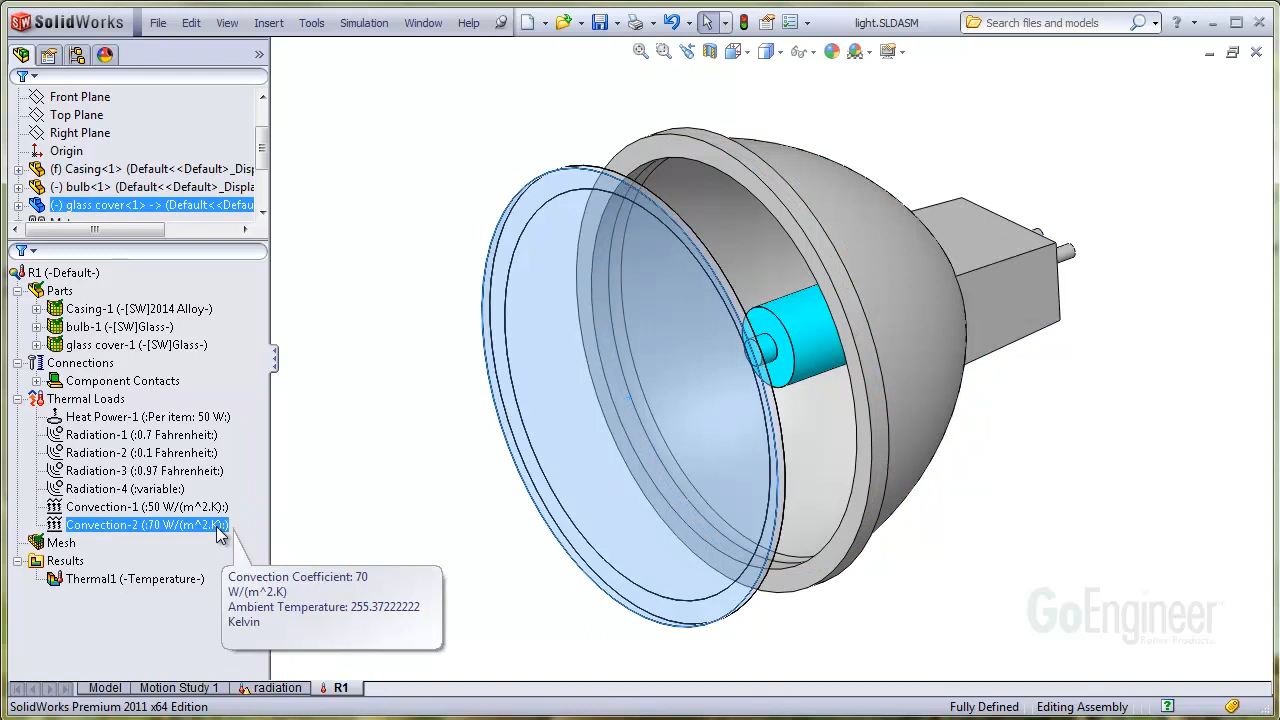 SolidWorks File Edit View Insert Tools Simulation Window Help light.SLDASM Search files and models
Front Plane
Top Plane
Right Plane
Origin
(f) Casing<1> (Default<<Default>_Disp
(-) bulb<1> (Default<<Default>_Displa
(-) glass cover<1> -> (Default<<Defau
R1 (-Default-)
Parts
Casing-1 (-[SW]2014 Alloy-)
bulb-1 (-[SW]Glass-)
glass cover-1 (-[SW]Glass-)
Connections
Component Contacts
Thermal Loads
Heat Power-1 (:Per item: 50 W:)
Radiation-1 (:0.7 Fahrenheit:)
Radiation-2 (:0.1 Fahrenheit:)
Radiation-3 (:0.97 Fahrenheit:)
Radiation-4 (:variable:)
Convection-1 (:50 W/(m^2.K):)
Convection-2 (:70 W/(m^2.K):)
Mesh
Results
Thermal1 (-Temperature-)
Convection Coefficient: 70
W/(m^2.K)
Ambient Temperature: 255.37222222
Kelvin
GoEngineer
Better Products.
Model Motion Study 1 radiation R1
SolidWorks Premium 2011 x64 Edition Fully Defined Editing Assembly